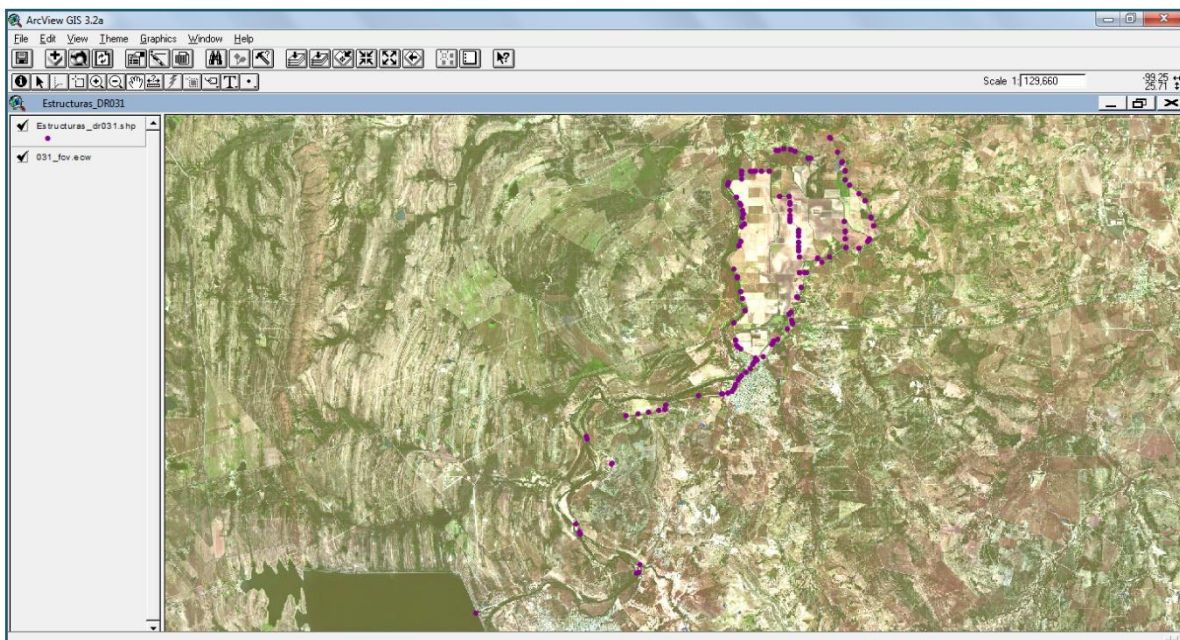 ArcView GIS 3.2a
File Edit View Theme Graphics Window Help
Scale 1: 129,660
-99.25
25.71
Estructuras_DR031
Estructuras_dr031.shp
031_fcv.ecw